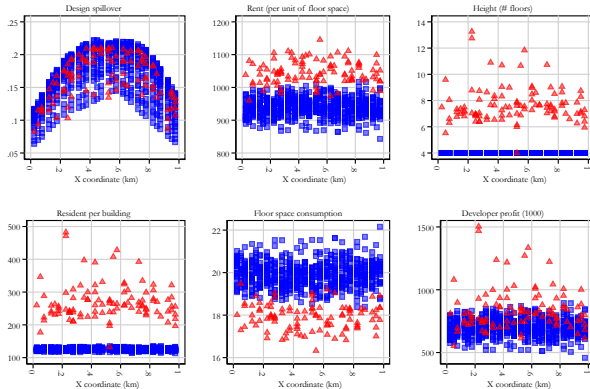 Design spillover
.25
.2
.15
.1
.05
0 .2 .4 .6 .8 1
X coordinate (km)
Rent (per unit of floor space)
1200
1100
1000
900
800
0 .2 .4 .6 .8 1
X coordinate (km)
Height (# floors)
14
12
10
8
6
4
0 .2 .4 .6 .8 1
X coordinate (km)
Resident per building
500
400
300
200
100
0 .2 .4 .6 .8 1
X coordinate (km)
Floor space consumption
22
20
18
16
0 .2 .4 .6 .8 1
X coordinate (km)
Developer profit (1000)
1500
1000
500
0 .2 .4 .6 .8 1
X coordinate (km)